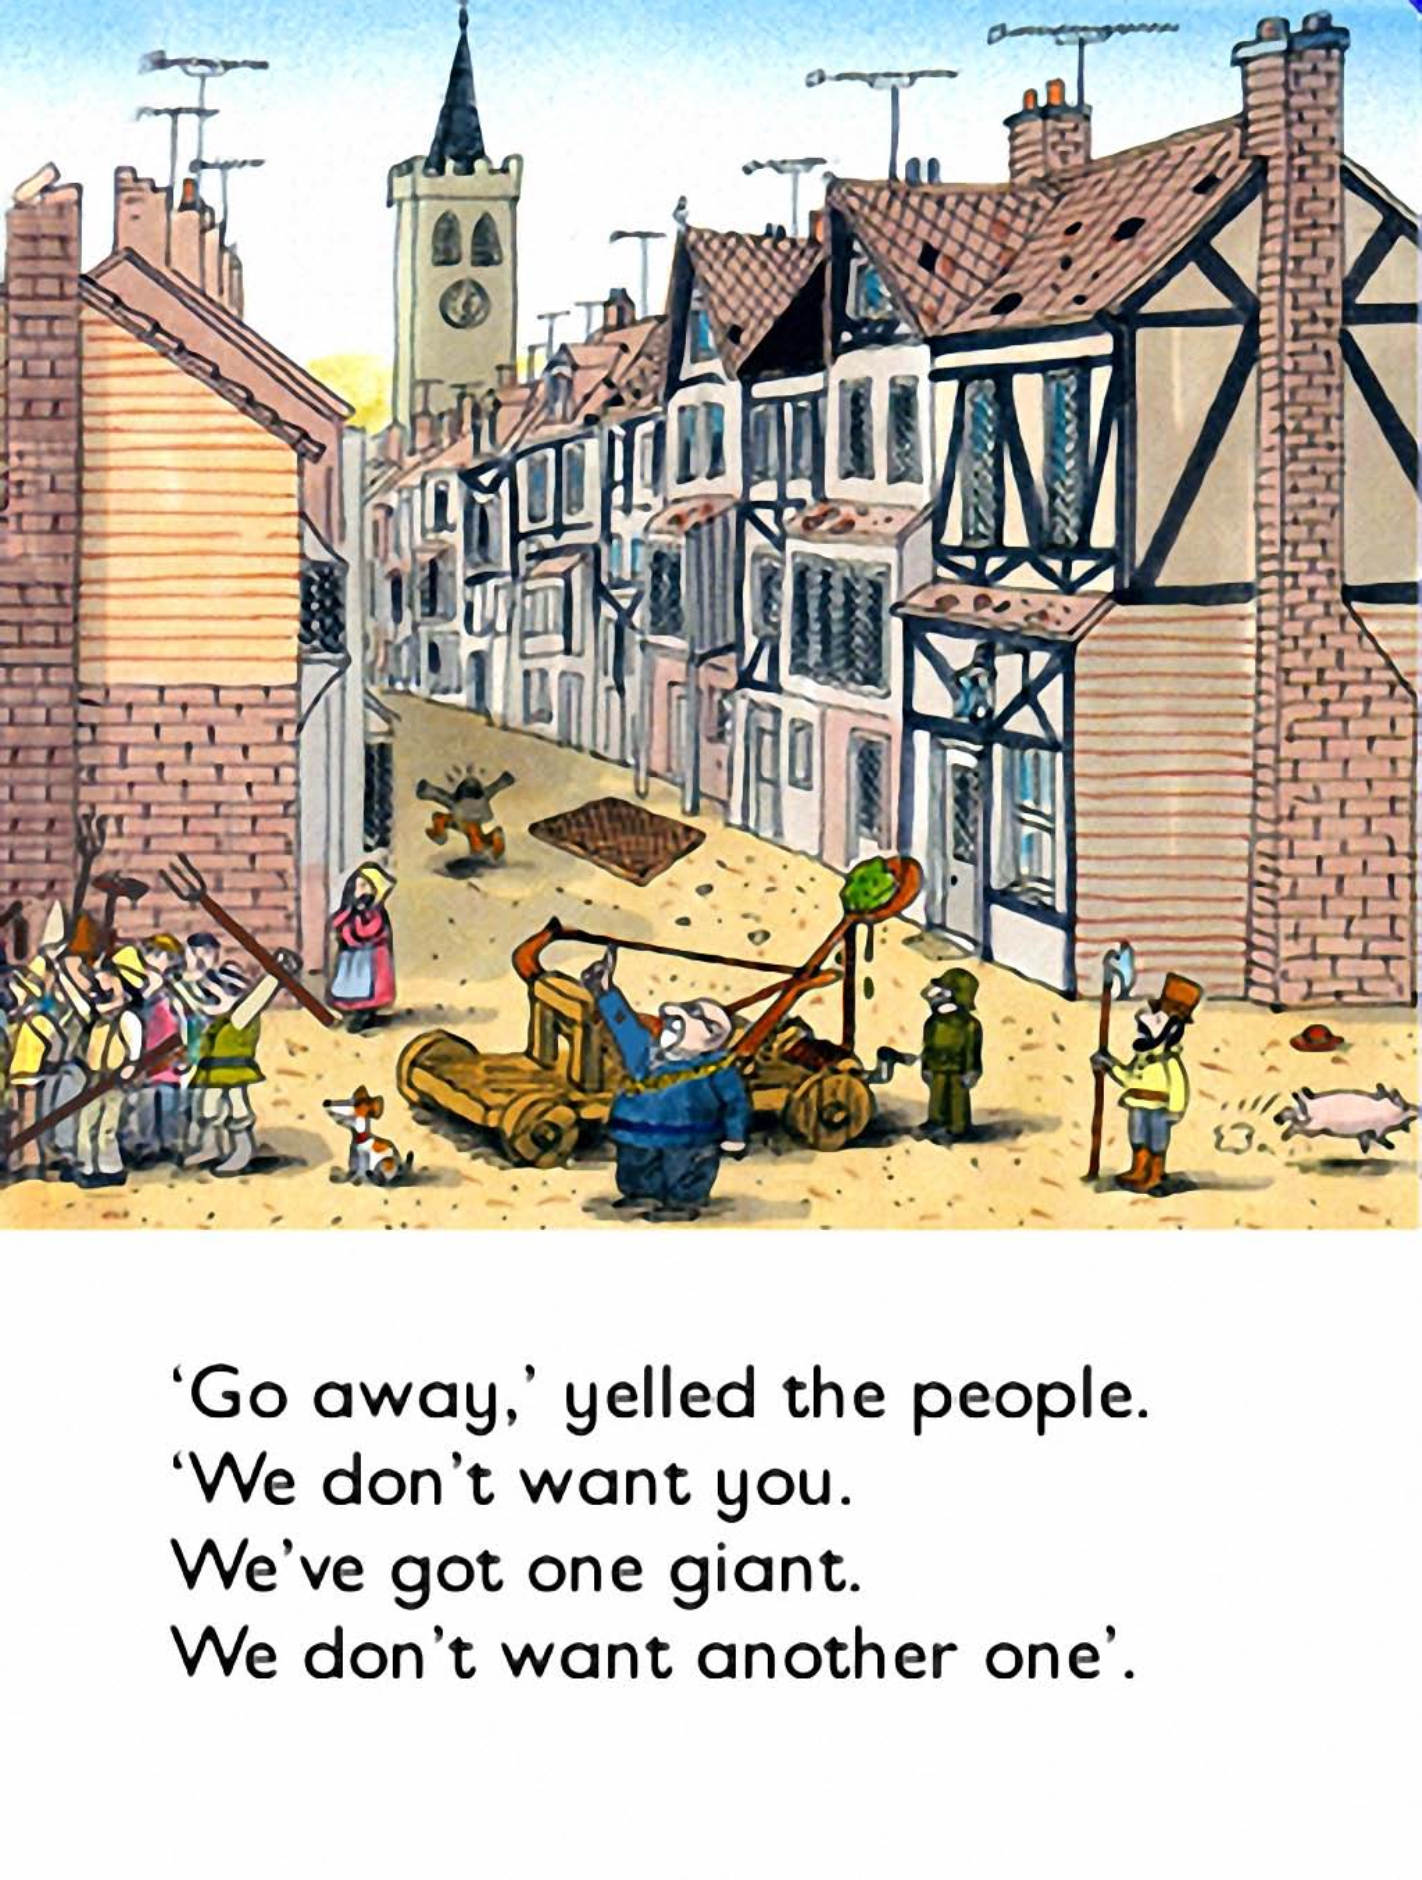 ‘Go away,’ yelled the people.
‘We don’t want you.
We’ve got one giant.
We don’t want another one’.